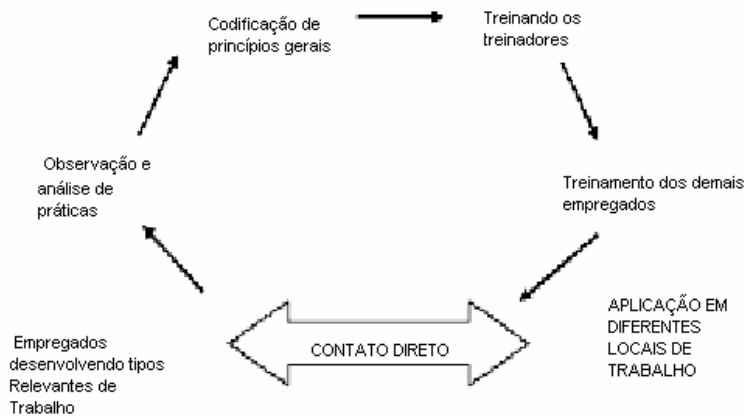 Codificação de
princípios gerais
Treinando os
treinadores
Observação e
análise de
práticas
Treinamento dos demais
empregados
Empregados
desenvolvendo tipos
Relevantes de
Trabalho
CONTATO DIRETO
APLICAÇÃO EM
DIFERENTES
LOCAIS DE
TRABALHO